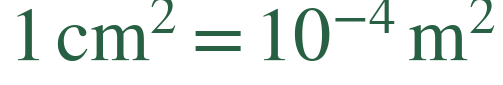 1 cm² = 10⁻⁴ m²